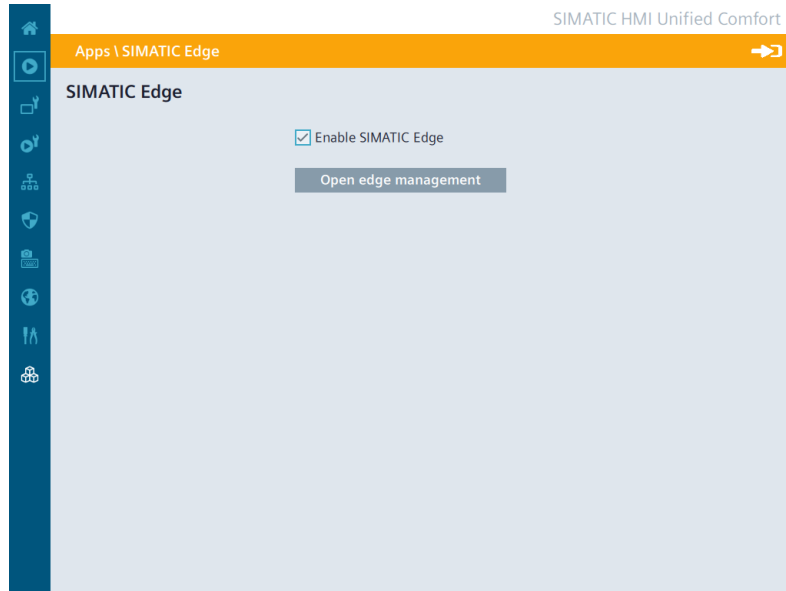 SIMATIC HMI Unified Comfort
Apps \ SIMATIC Edge
SIMATIC Edge
Enable SIMATIC Edge
Open edge management